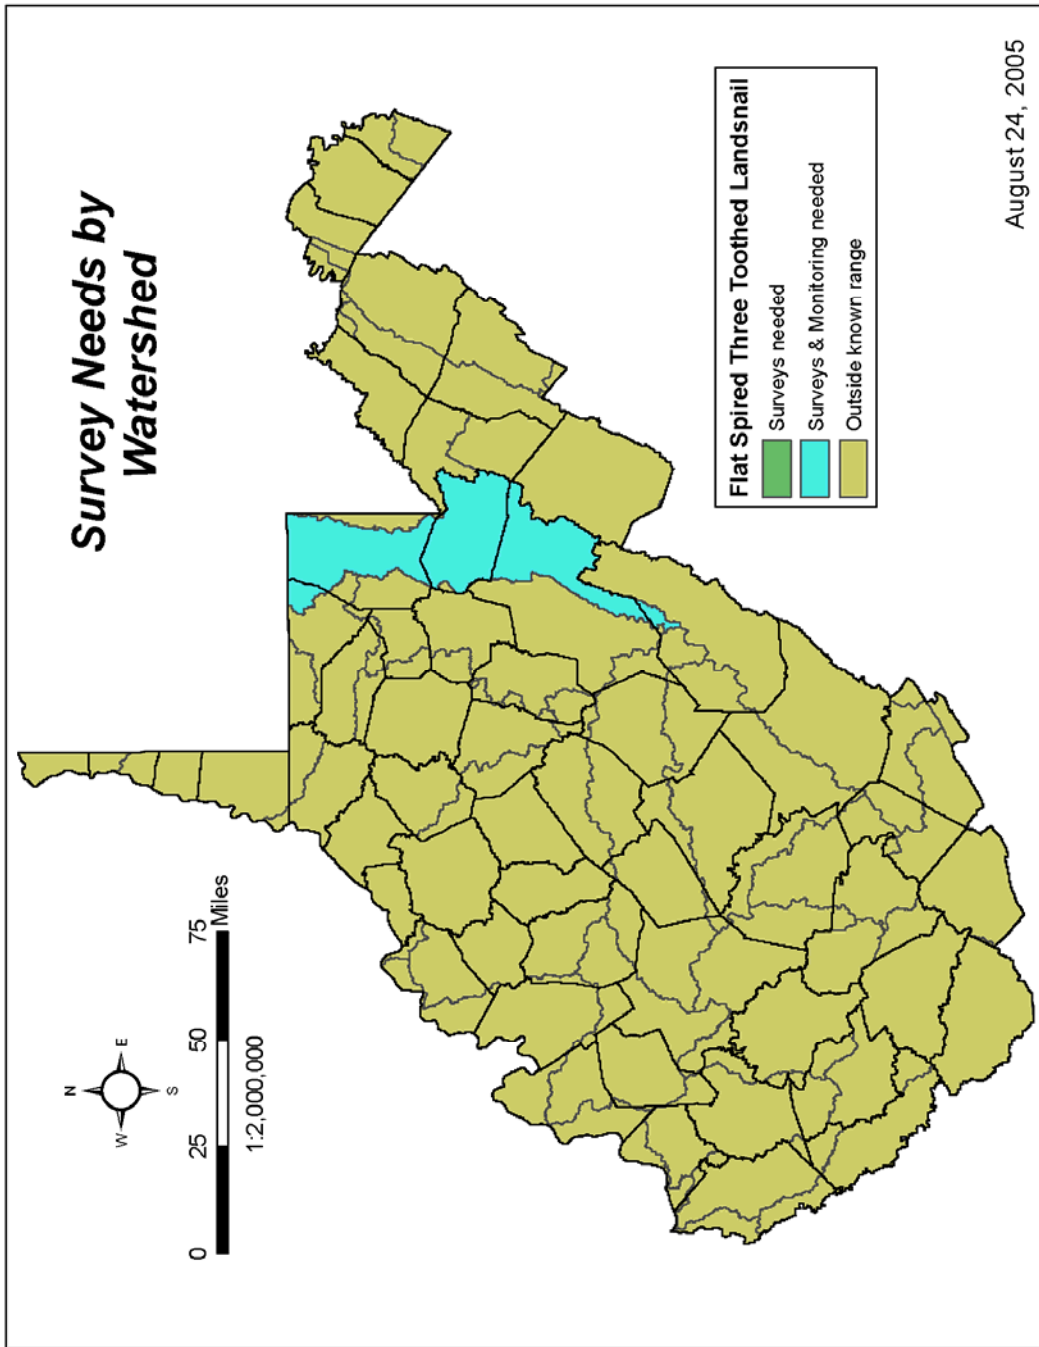 Survey Needs by
Watershed
N
W
E
S
0
25
50
75
Miles
1:2,000,000
Flat Spired Three Toothed Landsnail
Surveys needed
Surveys & Monitoring needed
Outside known range
August 24, 2005